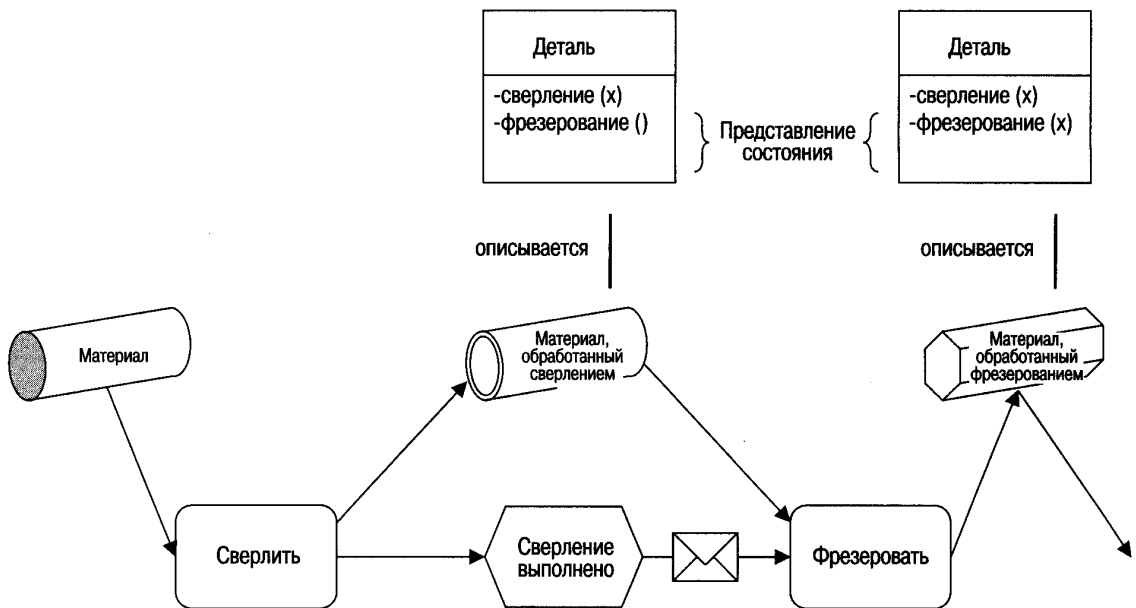 Деталь
-сверление (x)
-фрезерование ()
Представление
состояния
Деталь
-сверление (x)
-фрезерование (x)
описывается
описывается
Материал
Материал,
обработанный
сверлением
Материал,
обработанный
фрезерованием
Сверлить
Сверление
выполнено
Фрезеровать